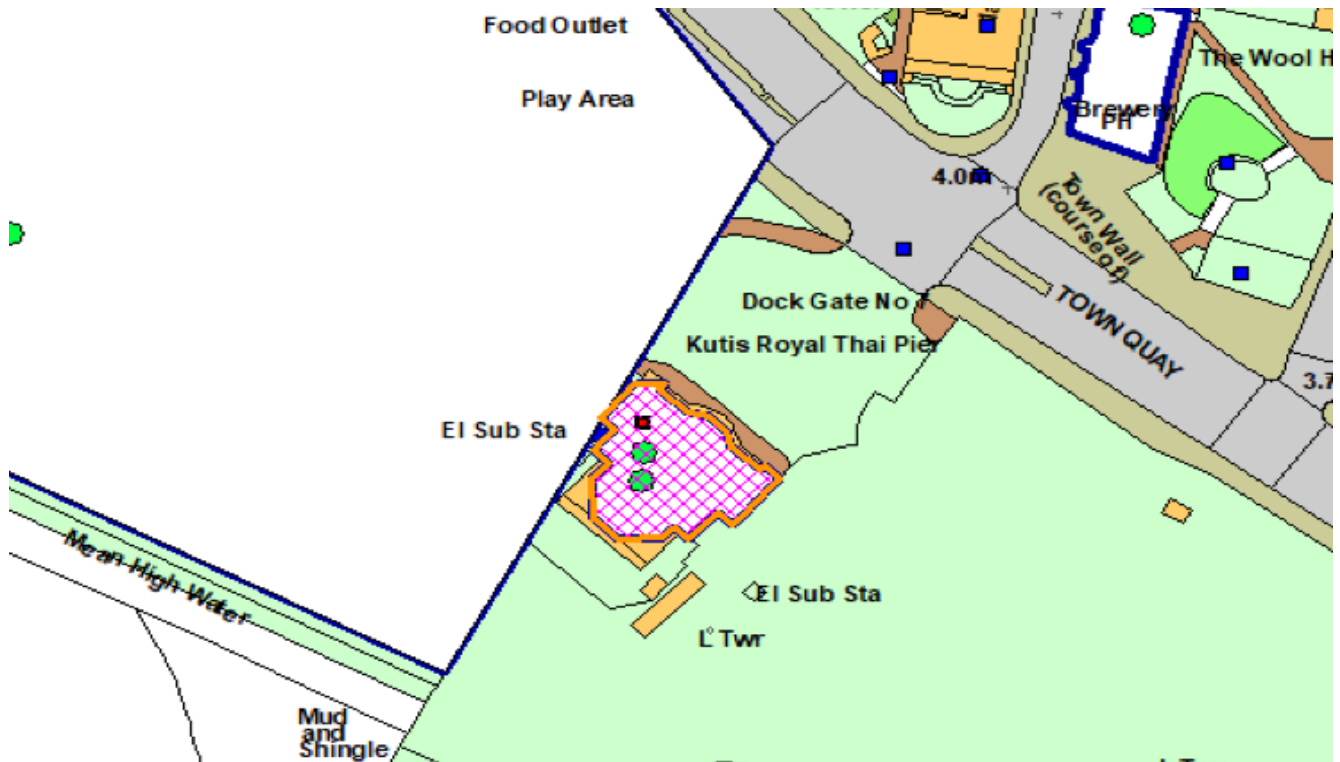 Food Outlet
The Wool H
Play Area
Brewery
PH
4.0m
Town Wall
(course of)
Dock Gate No 7
TOWN QUAY
Kutis Royal Thai Pier
3.7
El Sub Sta
Mean High Water
El Sub Sta
L Twr
Mud
and
Shingle